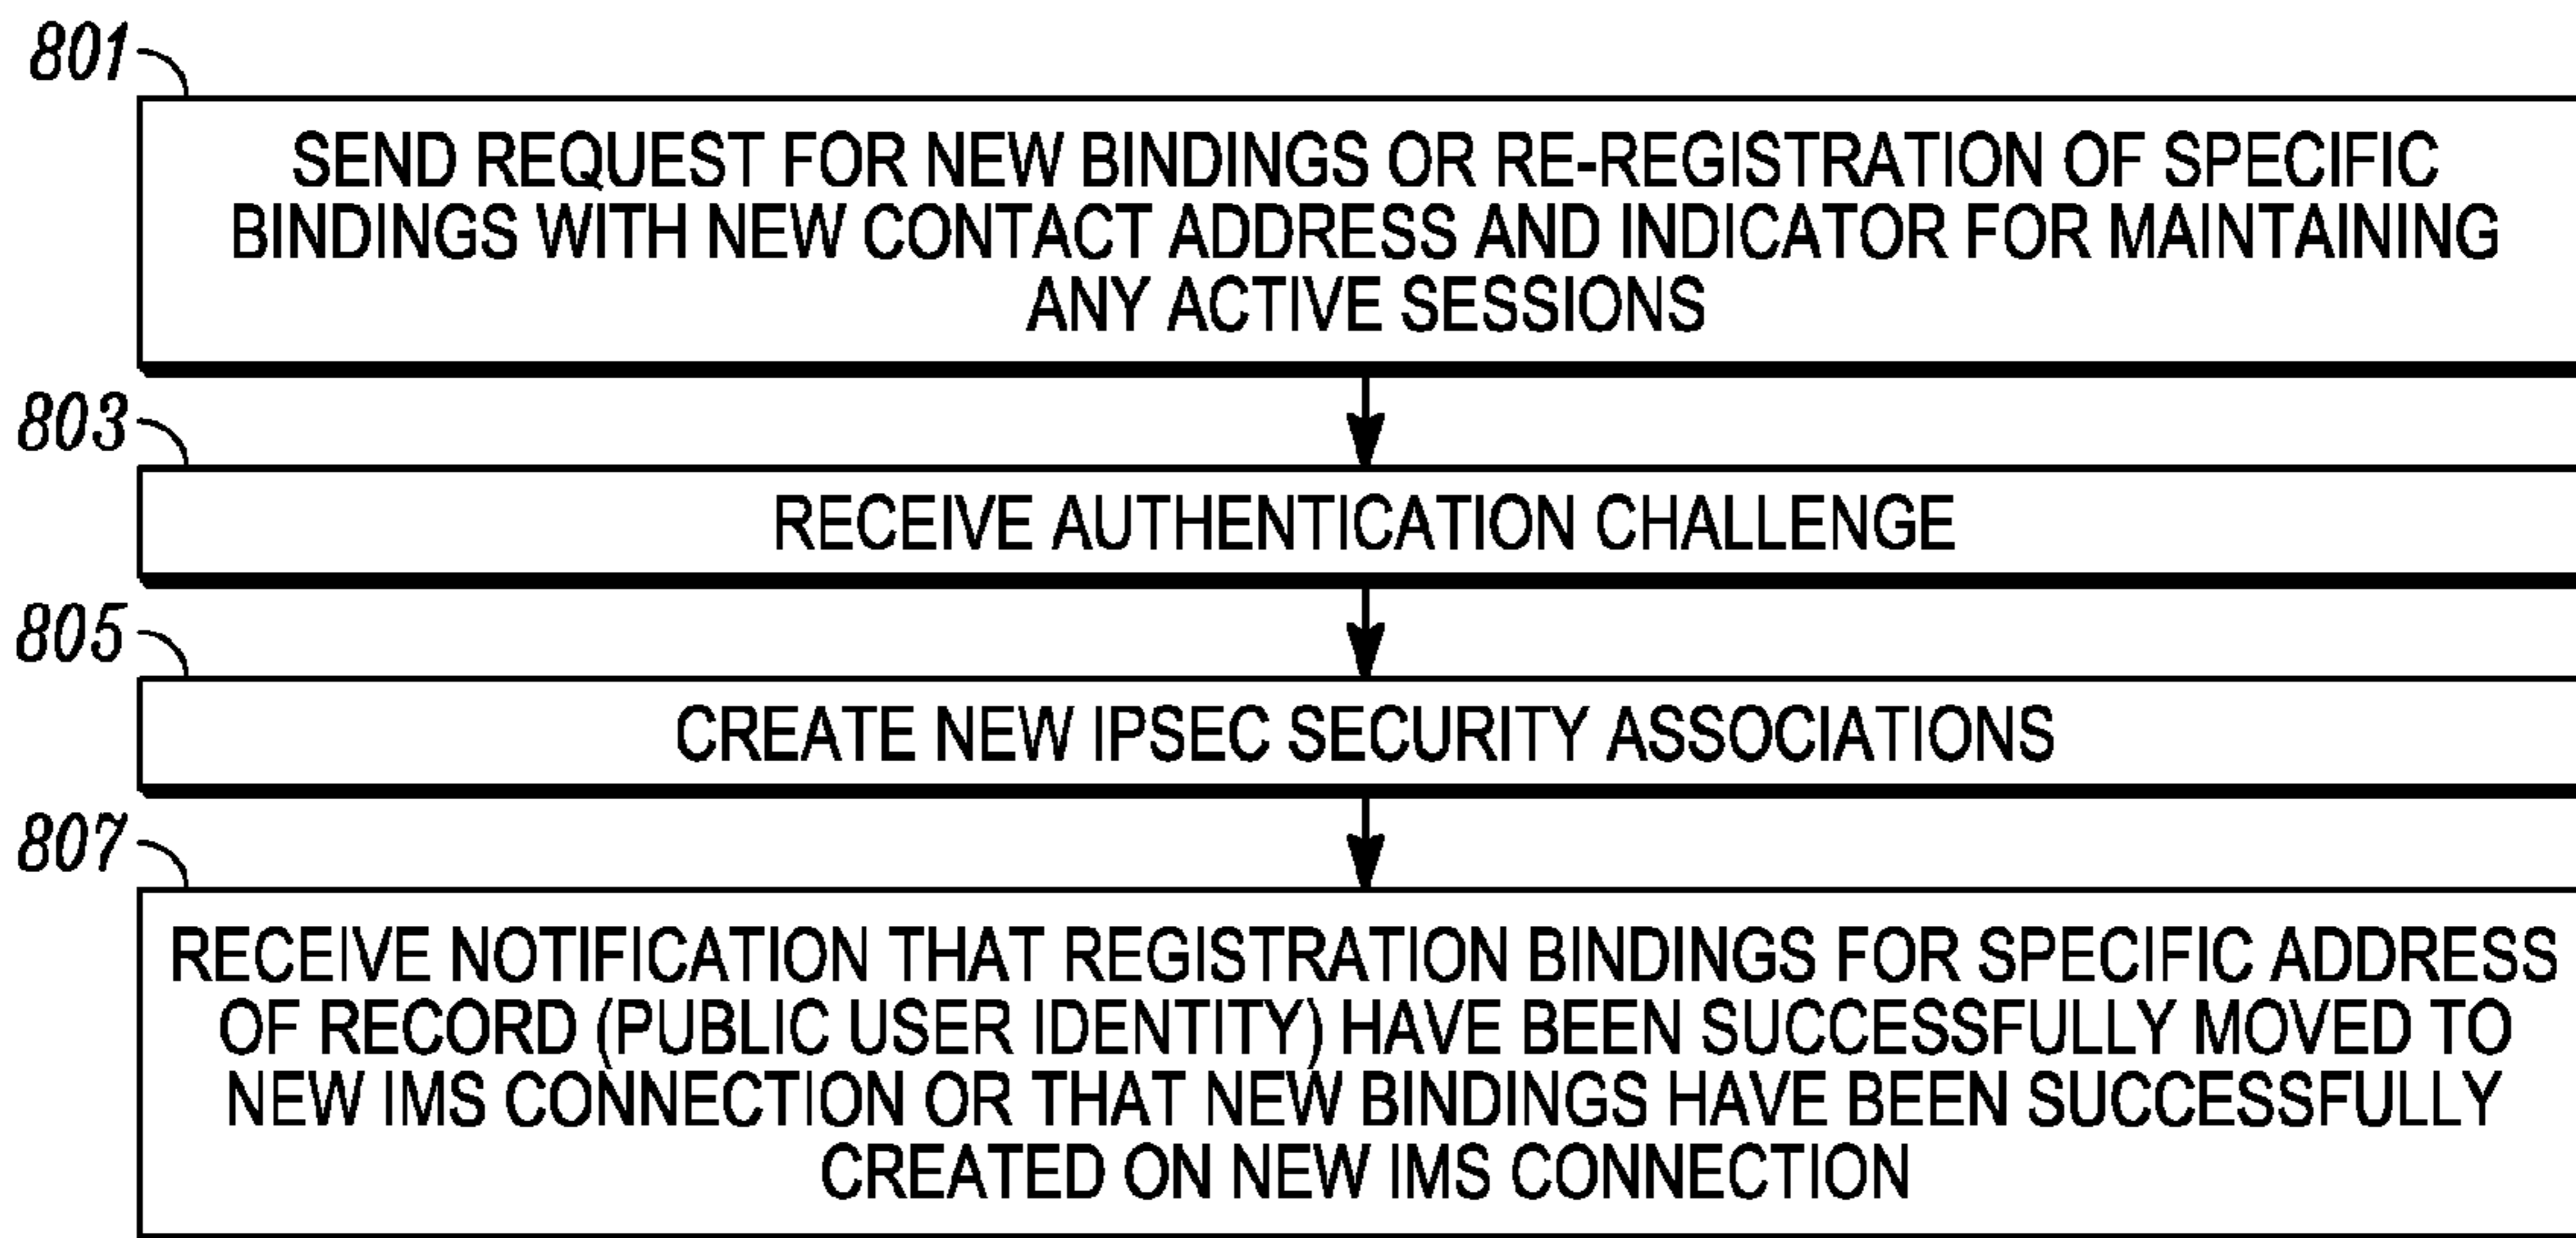 801
SEND REQUEST FOR NEW BINDINGS OR RE-REGISTRATION OF SPECIFIC
BINDINGS WITH NEW CONTACT ADDRESS AND INDICATOR FOR MAINTAINING
ANY ACTIVE SESSIONS
803
RECEIVE AUTHENTICATION CHALLENGE
805
CREATE NEW IPSEC SECURITY ASSOCIATIONS
807
RECEIVE NOTIFICATION THAT REGISTRATION BINDINGS FOR SPECIFIC ADDRESS
OF RECORD (PUBLIC USER IDENTITY) HAVE BEEN SUCCESSFULLY MOVED TO
NEW IMS CONNECTION OR THAT NEW BINDINGS HAVE BEEN SUCCESSFULLY
CREATED ON NEW IMS CONNECTION